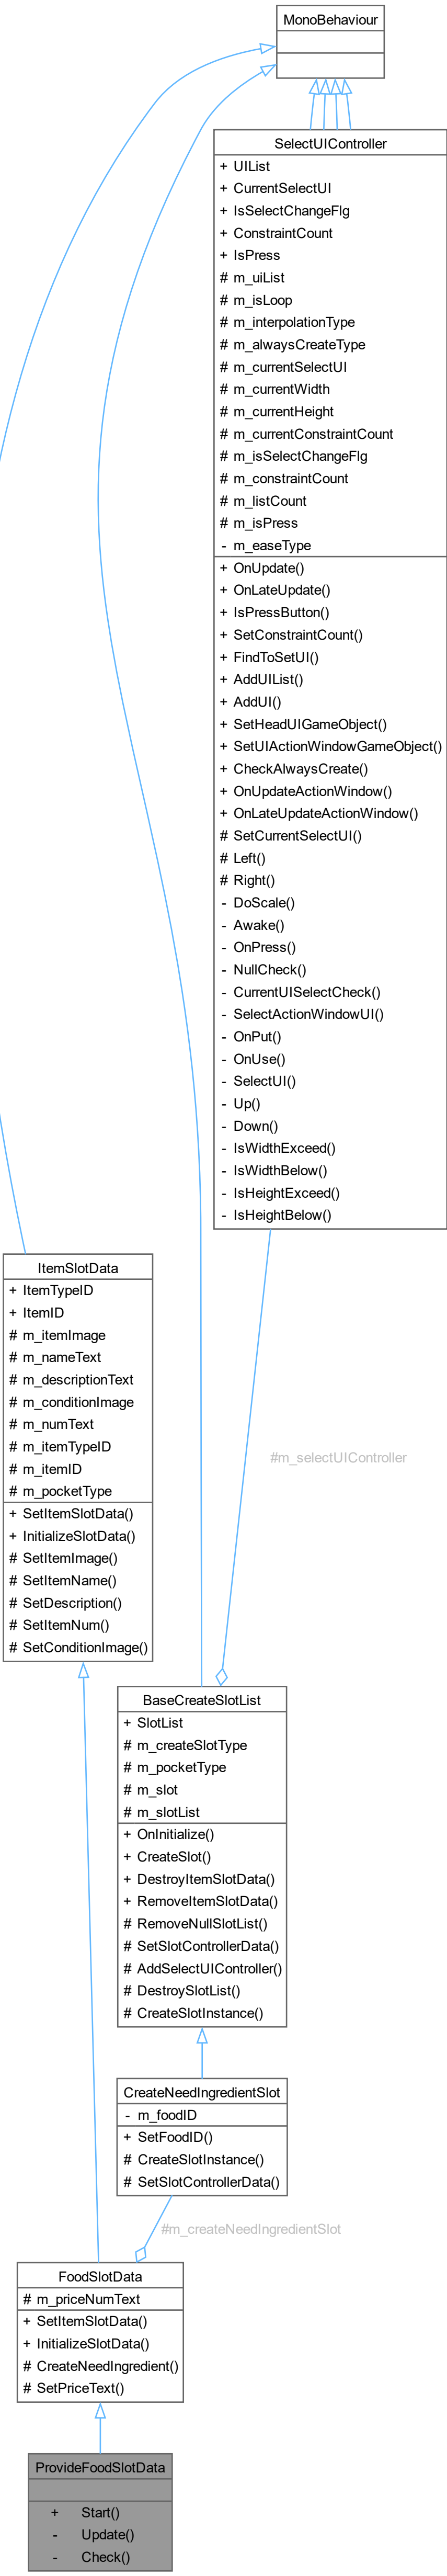 MonoBehaviour
SelectUIController
+ UIList
+ CurrentSelectUI
+ IsSelectChangeFlg
+ ConstraintCount
+ IsPress
# m_uiList
# m_isLoop
# m_interpolationType
# m_alwaysCreateType
# m_currentSelectUI
# m_currentWidth
# m_currentHeight
# m_currentConstraintCount
# m_isSelectChangeFlg
# m_constraintCount
# m_listCount
# m_isPress
- m_easeType
+ OnUpdate()
+ OnLateUpdate()
+ IsPressButton()
+ SetConstraintCount()
+ FindToSetUI()
+ AddUIList()
+ AddUI()
+ SetHeadUIGameObject()
+ SetUIActionWindowGameObject()
+ CheckAlwaysCreate()
+ OnUpdateActionWindow()
+ OnLateUpdateActionWindow()
# SetCurrentSelectUI()
# Left()
# Right()
- DoScale()
- Awake()
- OnPress()
- NullCheck()
- CurrentUISelectCheck()
- SelectActionWindowUI()
- OnPut()
- OnUse()
- SelectUI()
- Up()
- Down()
- IsWidthExceed()
- IsWidthBelow()
- IsHeightExceed()
- IsHeightBelow()
ItemSlotData
+ ItemTypeID
+ ItemID
# m_itemImage
# m_nameText
# m_descriptionText
# m_conditionImage
# m_numText
# m_itemTypeID
# m_itemID
# m_pocketType
+ SetItemSlotData()
+ InitializeSlotData()
# SetItemImage()
# SetItemName()
# SetDescription()
# SetItemNum()
# SetConditionImage()
#m_selectUIController
BaseCreateSlotList
+ SlotList
# m_createSlotType
# m_pocketType
# m_slot
# m_slotList
+ OnInitialize()
+ CreateSlot()
+ DestroyItemSlotData()
+ RemoveItemSlotData()
# RemoveNullSlotList()
# SetSlotControllerData()
# AddSelectUIController()
# DestroySlotList()
# CreateSlotInstance()
CreateNeedIngredientSlot
- m_foodID
+ SetFoodID()
# CreateSlotInstance()
# SetSlotControllerData()
#m_createNeedIngredientSlot
FoodSlotData
# m_priceNumText
+ SetItemSlotData()
+ InitializeSlotData()
# CreateNeedIngredient()
# SetPriceText()
ProvideFoodSlotData
+ Start()
- Update()
- Check()